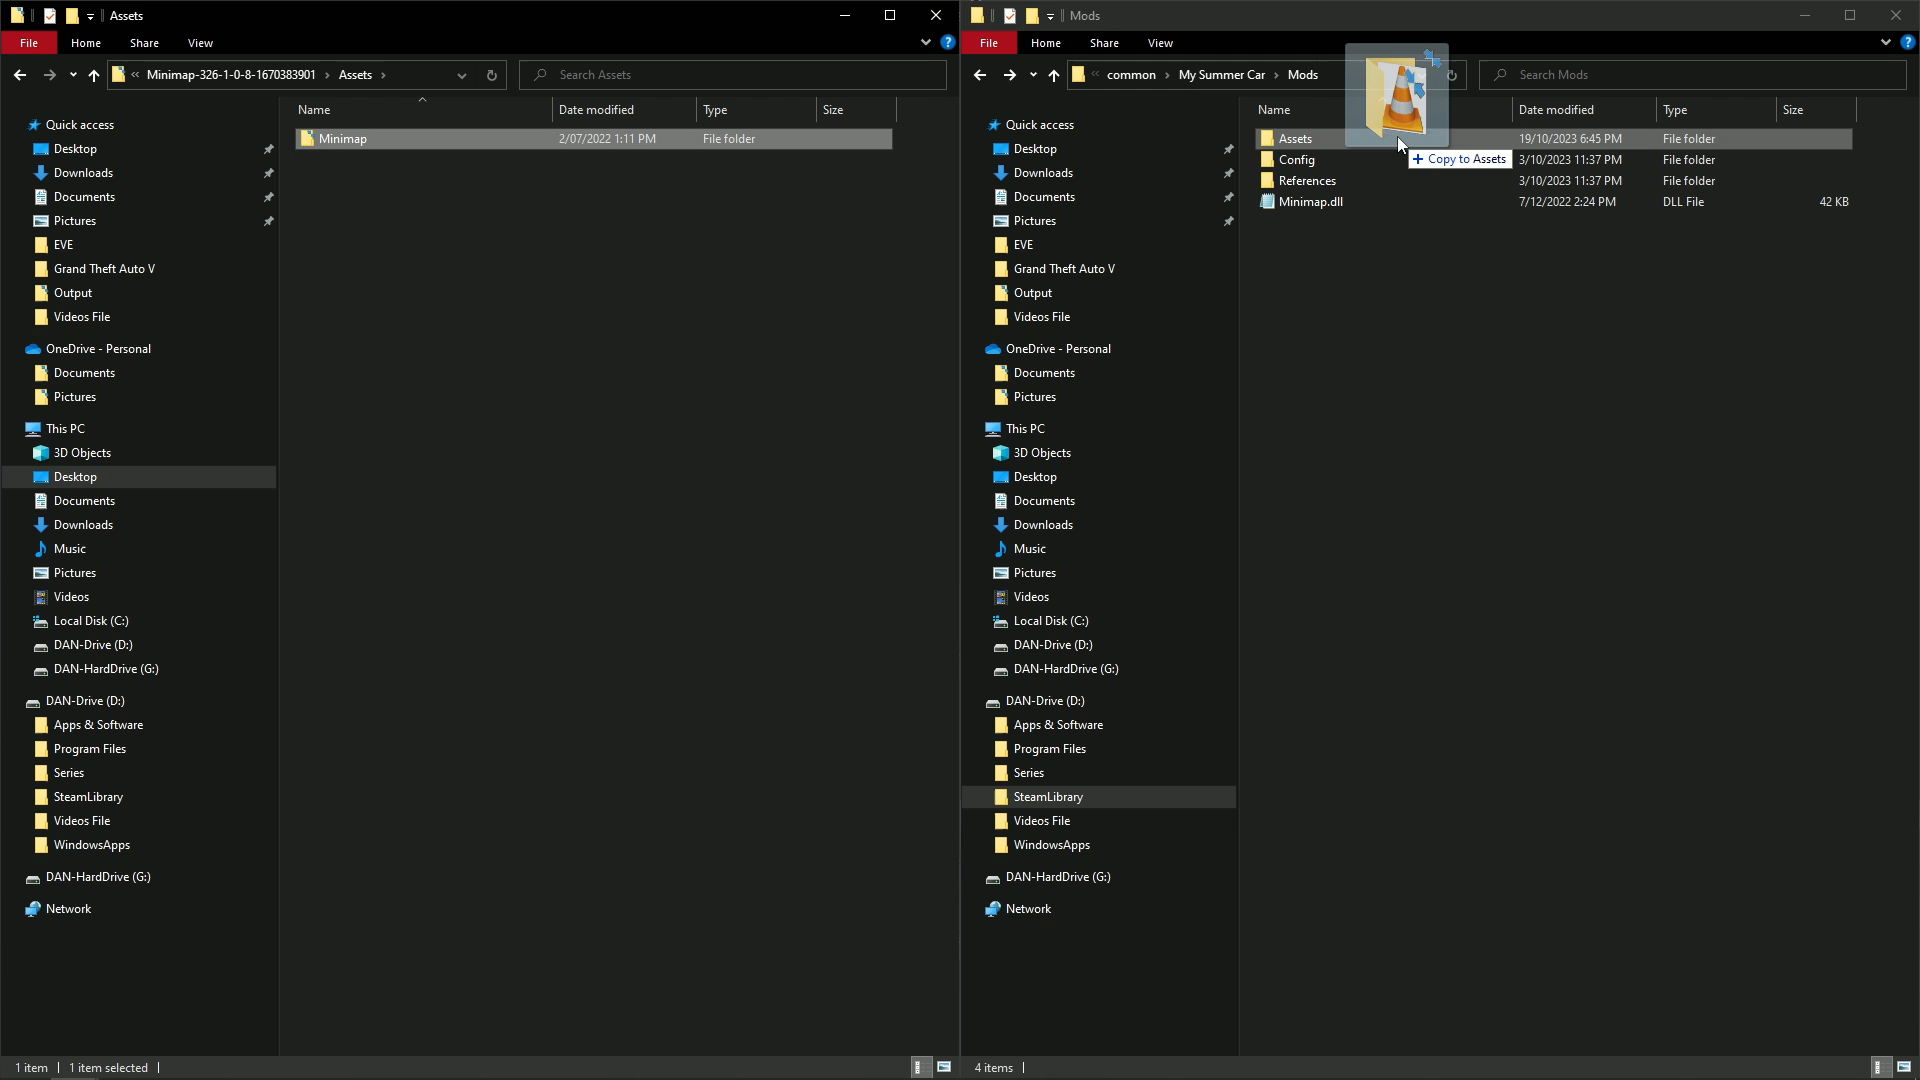 Assets
File Home Share View
Minimap-326-1-0-8-1670383901 Assets
Search Assets
Name Date modified Type Size
Minimap 2/07/2022 1:11 PM File folder
Quick access
Desktop
Downloads
Documents
Pictures
EVE
Grand Theft Auto V
Output
Videos File
OneDrive - Personal
Documents
Pictures
This PC
3D Objects
Desktop
Documents
Downloads
Music
Pictures
Videos
Local Disk (C:)
DAN-Drive (D:)
DAN-HardDrive (G:)
DAN-Drive (D:)
Apps & Software
Program Files
Series
SteamLibrary
Videos File
WindowsApps
DAN-HardDrive (G:)
Network
1 item 1 item selected
Mods
File Home Share View
common My Summer Car Mods
Search Mods
Name Date modified Type Size
Assets 19/10/2023 6:45 PM File folder
+ Copy to Assets
Config 3/10/2023 11:37 PM File folder
References 3/10/2023 11:37 PM File folder
Minimap.dll 7/12/2022 2:24 PM DLL File 42 KB
Quick access
Desktop
Downloads
Documents
Pictures
EVE
Grand Theft Auto V
Output
Videos File
OneDrive - Personal
Documents
Pictures
This PC
3D Objects
Desktop
Documents
Downloads
Music
Pictures
Videos
Local Disk (C:)
DAN-Drive (D:)
DAN-HardDrive (G:)
DAN-Drive (D:)
Apps & Software
Program Files
Series
SteamLibrary
Videos File
WindowsApps
DAN-HardDrive (G:)
Network
4 items